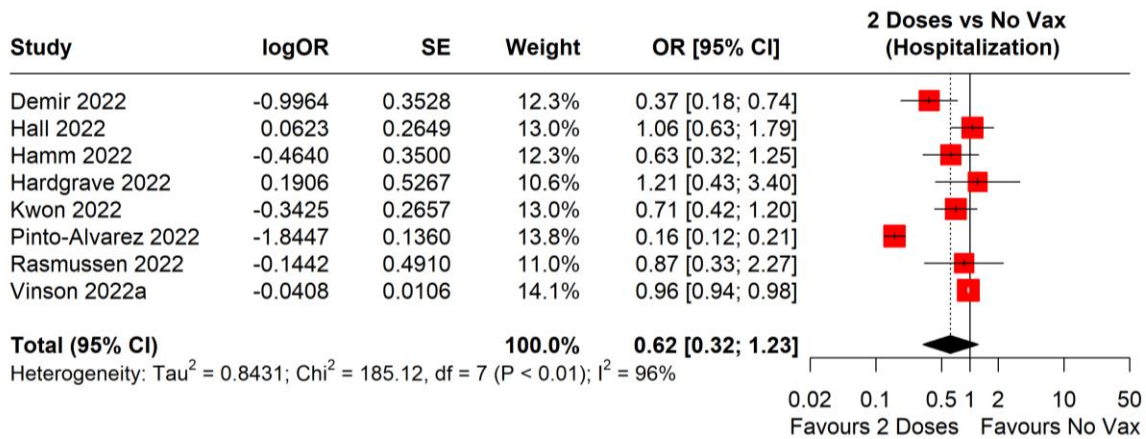 2 Doses vs No Vax
Study logOR SE Weight OR [95% CI] (Hospitalization)
Demir 2022 -0.9964 0.3528 12.3% 0.37 [0.18; 0.74]
Hall 2022 0.0623 0.2649 13.0% 1.06 [0.63; 1.79]
Hamm 2022 -0.4640 0.3500 12.3% 0.63 [0.32; 1.25]
Hardgrave 2022 0.1906 0.5267 10.6% 1.21 [0.43; 3.40]
Kwon 2022 -0.3425 0.2657 13.0% 0.71 [0.42; 1.20]
Pinto-Alvarez 2022 -1.8447 0.1360 13.8% 0.16 [0.12; 0.21]
Rasmussen 2022 -0.1442 0.4910 11.0% 0.87 [0.33; 2.27]
Vinson 2022a -0.0408 0.0106 14.1% 0.96 [0.94; 0.98]
Total (95% CI) 100.0% 0.62 [0.32; 1.23]
Heterogeneity: Tau² = 0.8431; Chi² = 185.12, df = 7 (P < 0.01); I² = 96%
0.02 0.1 0.5 1 2 10 50
Favours 2 Doses Favours No Vax